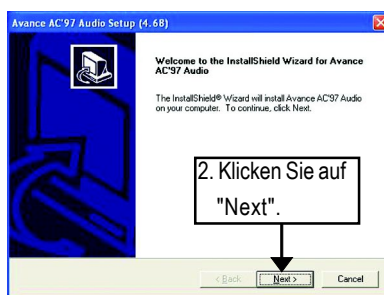 Avance AC'97 Audio Setup (4.68)
Welcome to the InstallShield Wizard for Avance
AC'97 Audio
The InstallShield® Wizard will install Avance AC'97 Audio
on your computer. To continue, click Next.
2. Klicken Sie auf
"Next".
< Back
Next >
Cancel